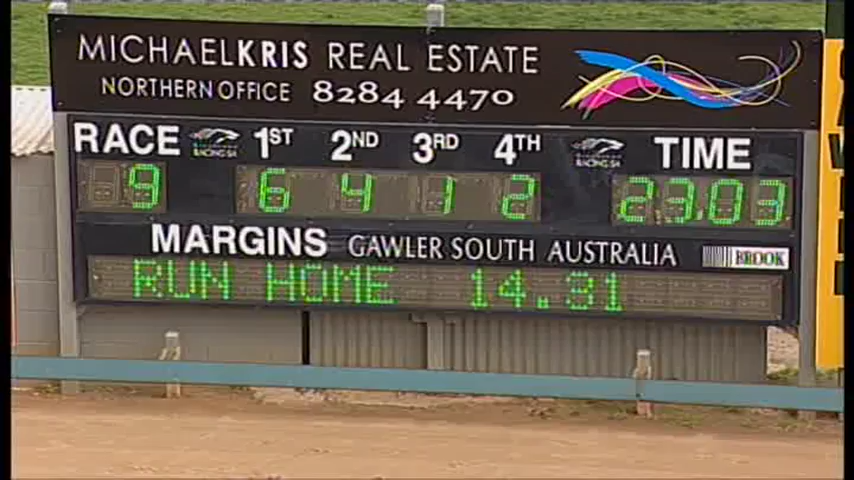 MICHAELKRIS REAL ESTATE
NORTHERN OFFICE 8284 4470
RACE 1ST 2ND 3RD 4TH TIME
9 6 4 1 2 23.03
MARGINS GAWLER SOUTH AUSTRALIA BROOK
RUN HOME 14.31